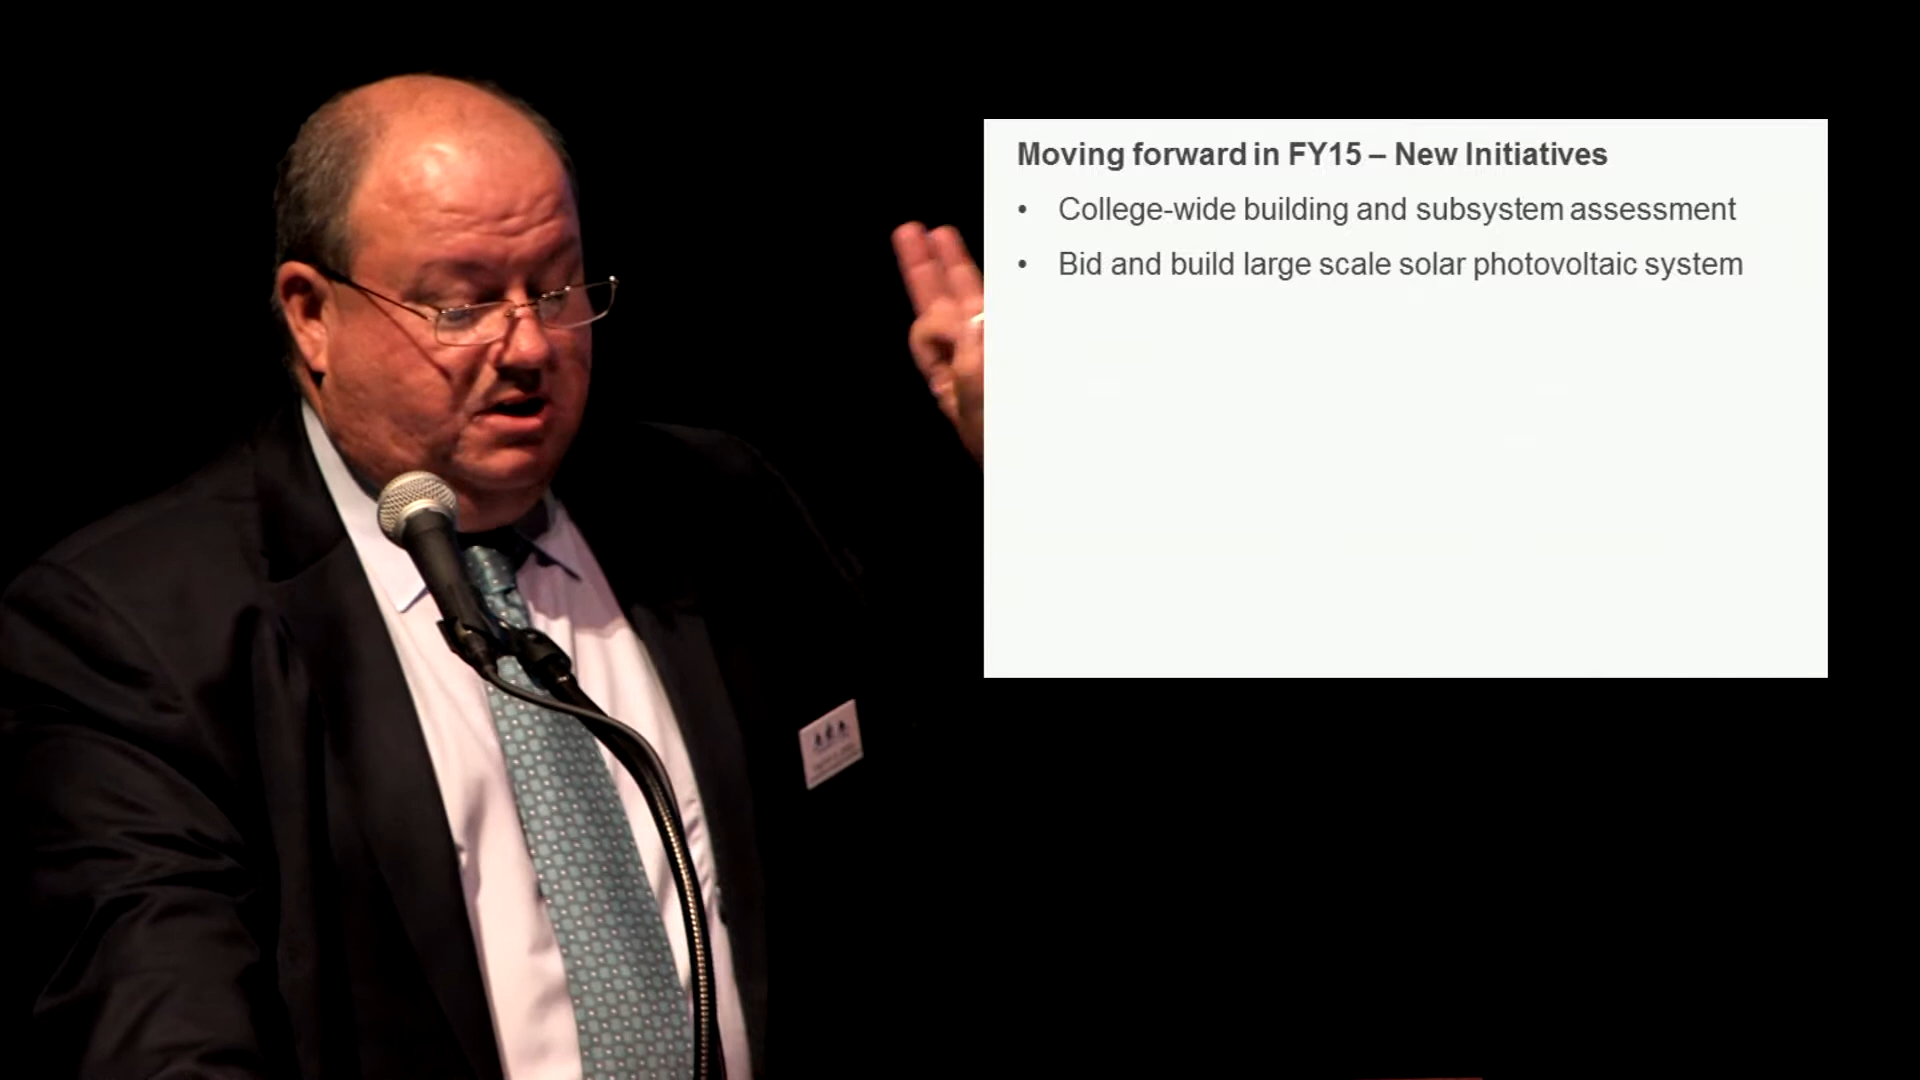 Moving forward in FY15 – New Initiatives
• College-wide building and subsystem assessment
• Bid and build large scale solar photovoltaic system